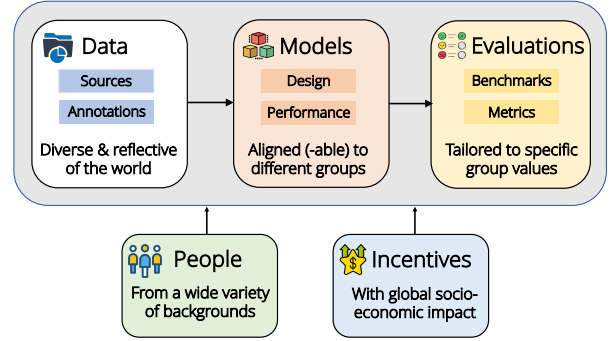 Data
Sources
Annotations
Diverse & reflective
of the world
Models
Design
Performance
Aligned (-able) to
different groups
Evaluations
Benchmarks
Metrics
Tailored to specific
group values
People
From a wide variety
of backgrounds
$
Incentives
With global socio-
economic impact